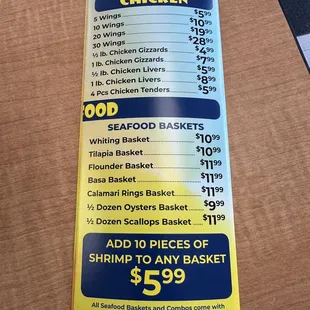 CHICKEN
5 Wings $5.99
10 Wings $10.99
20 Wings $19.99
30 Wings $28.99
½ lb. Chicken Gizzards $4.99
1 lb. Chicken Gizzards $7.99
½ lb. Chicken Livers $5.99
1 lb. Chicken Livers $8.99
4 Pcs Chicken Tenders $5.99
OOD
SEAFOOD BASKETS
Whiting Basket $10.99
Tilapia Basket $10.99
Flounder Basket $11.99
Basa Basket $11.99
Calamari Rings Basket $11.99
½ Dozen Oysters Basket $9.99
½ Dozen Scallops Basket $11.99
ADD 10 PIECES OF
SHRIMP TO ANY BASKET
$5.99
All Seafood Baskets and Combos come with